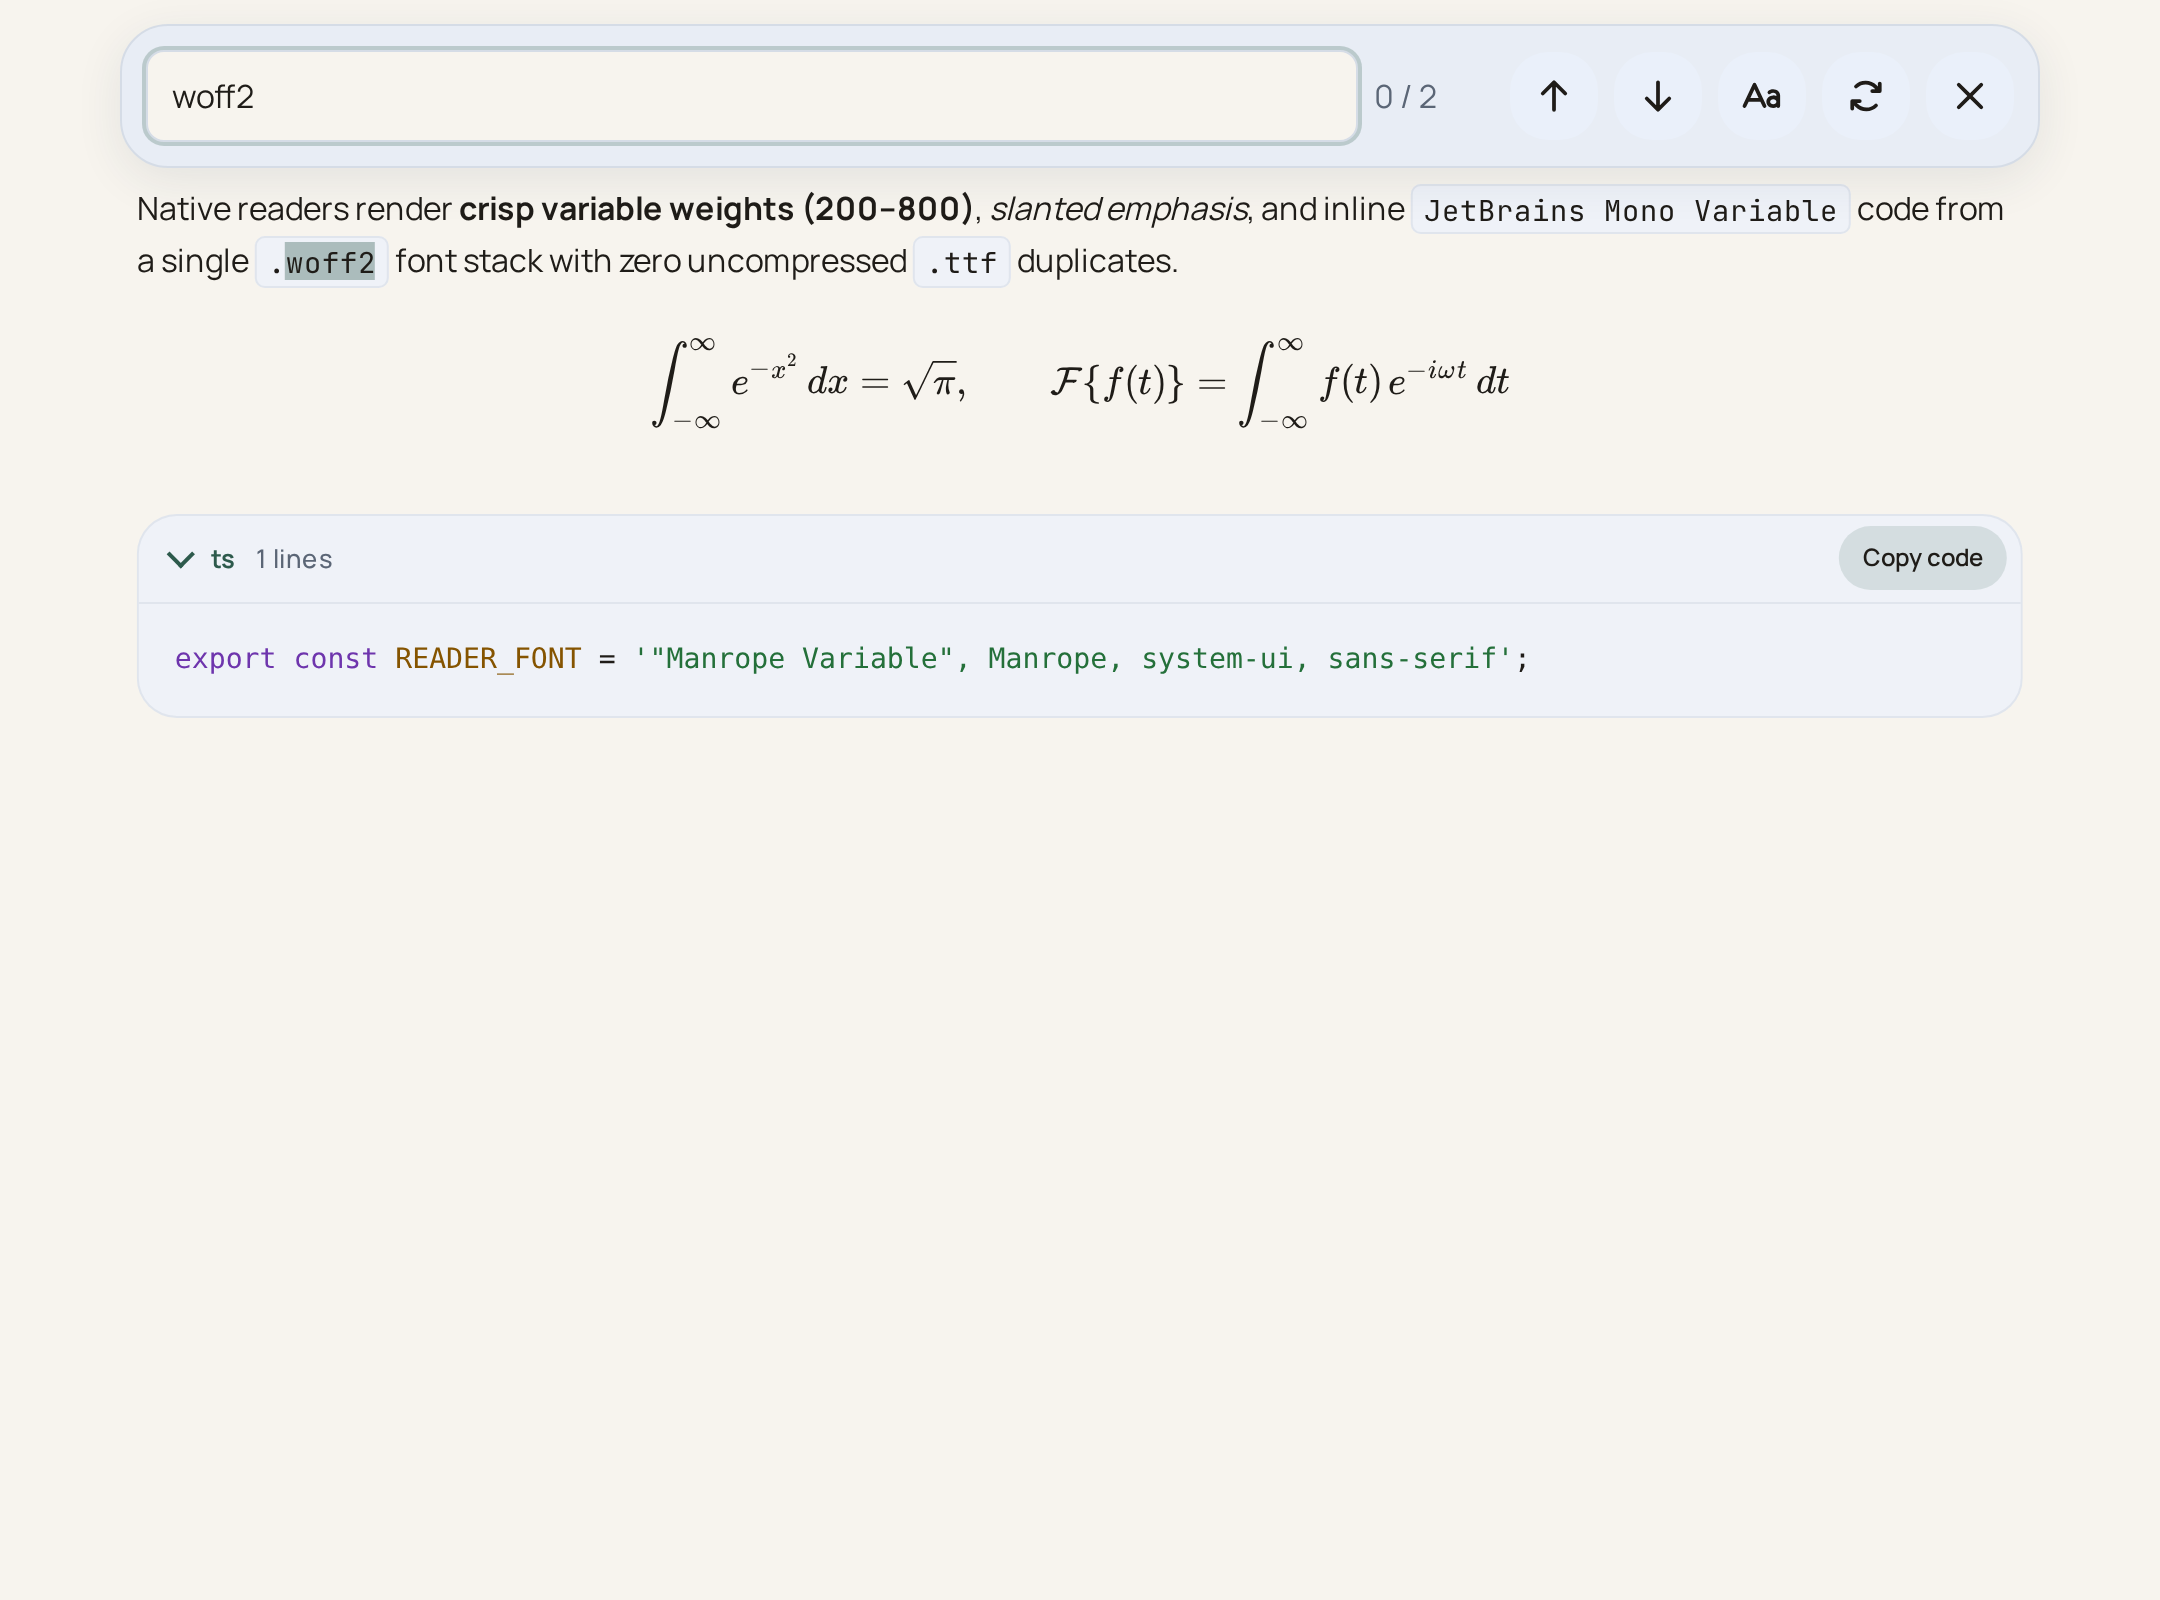 woff2
0 / 2
Aa
Native readers render crisp variable weights (200–800), slanted emphasis, and inline JetBrains Mono Variable code from
a single .woff2 font stack with zero uncompressed .ttf duplicates.
∫_{-∞}^{∞} e^{-x^2} dx = √π,  ℱ{f(t)} = ∫_{-∞}^{∞} f(t) e^{-iωt} dt
ts 1 lines Copy code
export const READER_FONT = '"Manrope Variable", Manrope, system-ui, sans-serif';